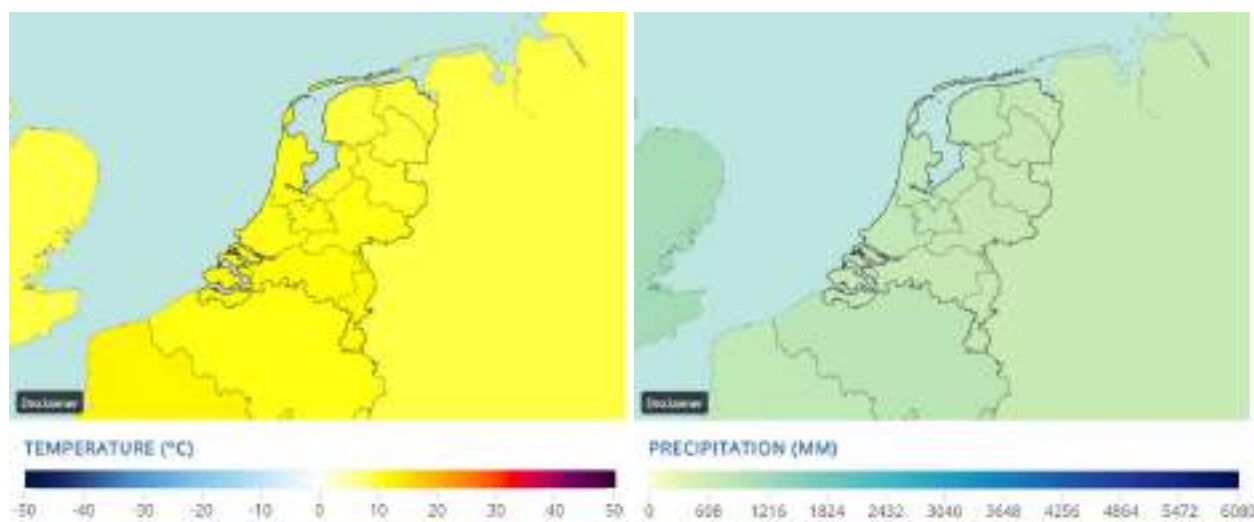 Disclaimer
Disclaimer
TEMPERATURE (°C)
-50 -40 -30 -20 -10 0 10 20 30 40 50
PRECIPITATION (MM)
0 608 1216 1824 2432 3040 3648 4256 4864 5472